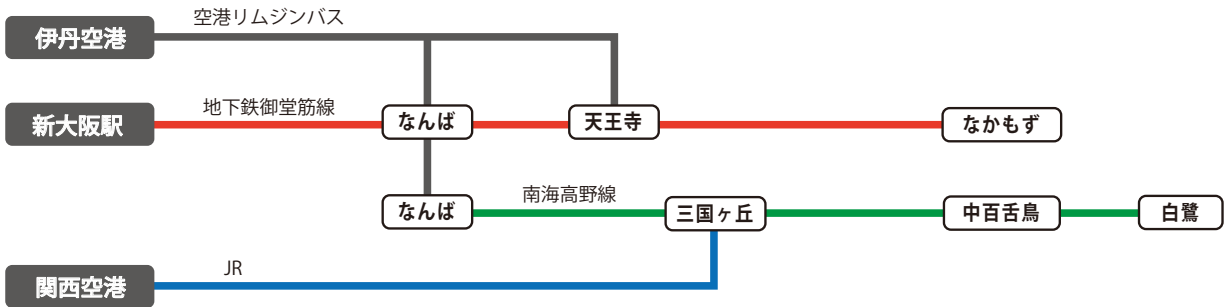 空港リムジンバス
伊丹空港
地下鉄御堂筋線
新大阪駅
なんば
天王寺
なかもず
南海高野線
なんば
三国ヶ丘
中百舌鳥
白鷺
JR
関西空港